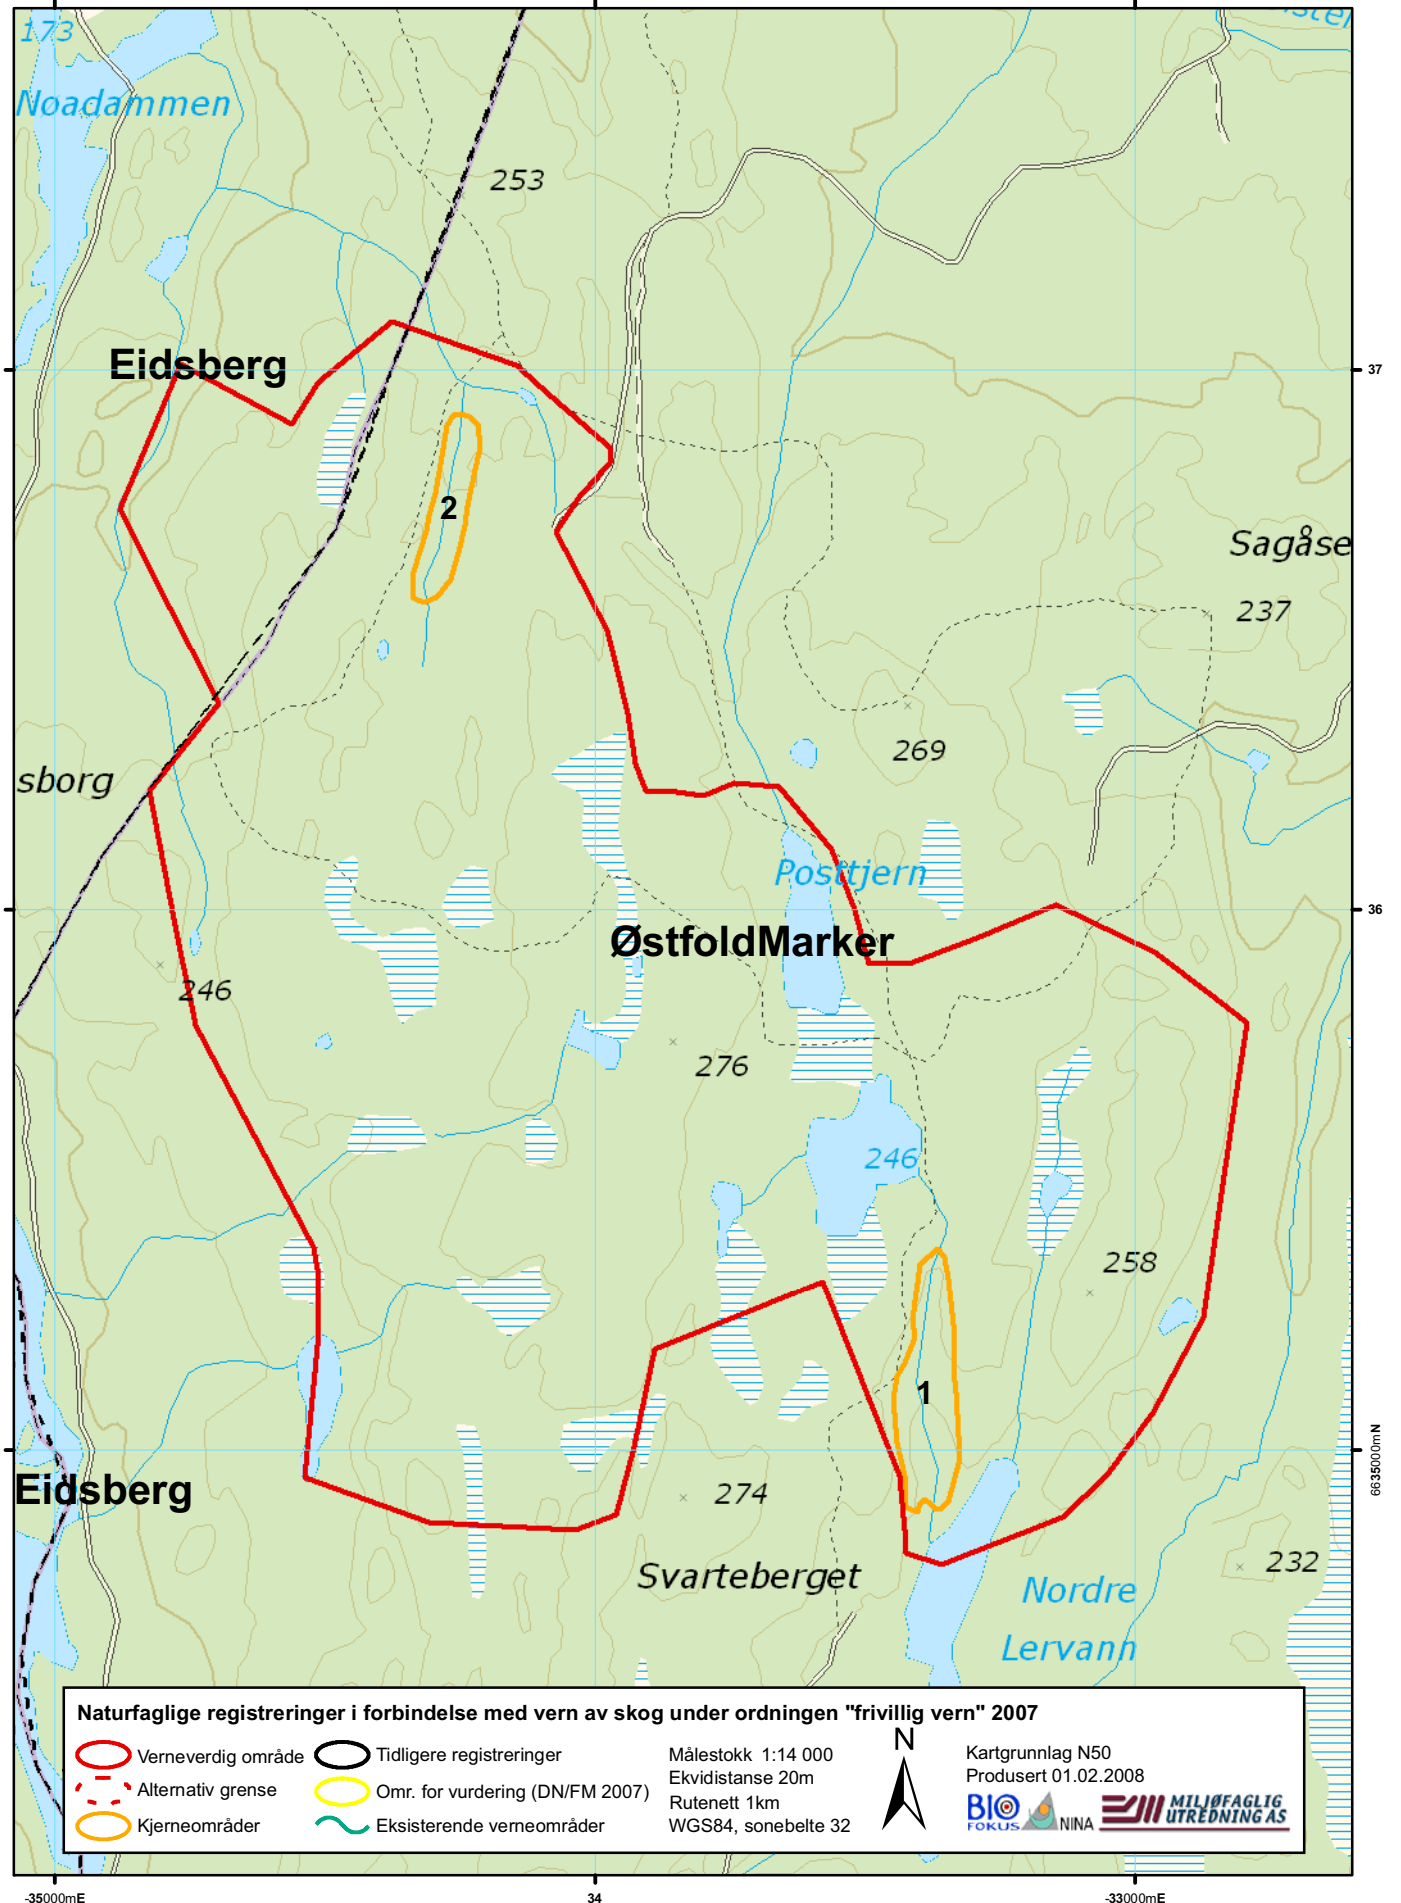 173
Noadammen
253
Eidsberg
37
2
Sagåse
237
269
sborg
Posttjern
36
ØstfoldMarker
246
276
246
258
1
274
Eidsberg
6635000mN
Svarteberget
232
Nordre
Lervann
Naturfaglige registreringer i forbindelse med vern av skog under ordningen "frivillig vern" 2007
Verneverdig område
Alternativ grense
Kjerneområder
Tidligere registreringer
Omr. for vurdering (DN/FM 2007)
Eksisterende verneområder
Målestokk 1:14 000
Ekvidistanse 20m
Rutenett 1km
WGS84, sonebelte 32
N
Kartgrunnlag N50
Produsert 01.02.2008
BIO
FOKUS
NINA
MILJØFAGLIG
UTREDNING AS
-35000mE
34
-33000mE